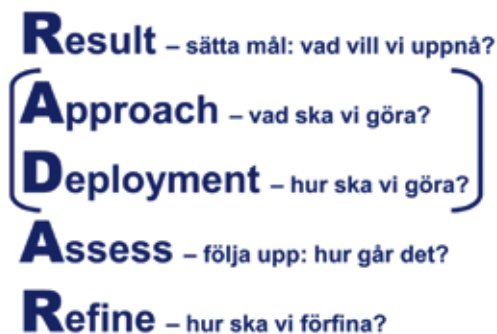 Result – sätta mål: vad vill vi uppnå?
Approach – vad ska vi göra?
Deployment – hur ska vi göra?
Assess – följa upp: hur går det?
Refine – hur ska vi förfina?